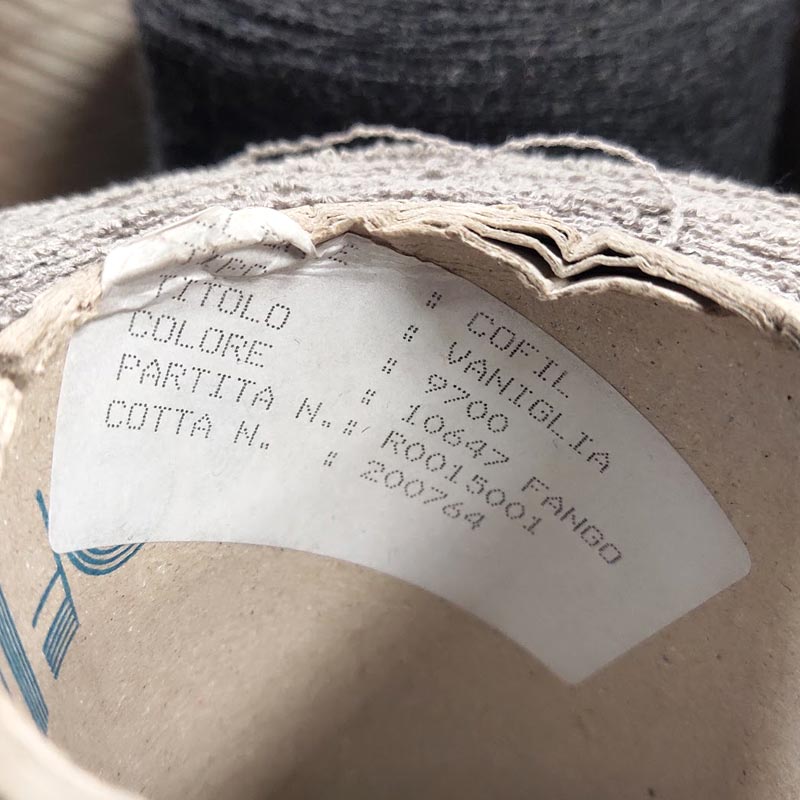 : COFIL
: VANIGLIA
TITOLO : 9700
COLORE : 10647 FANGO
PARTITA N.: R0015001
COTTA N. : 200764